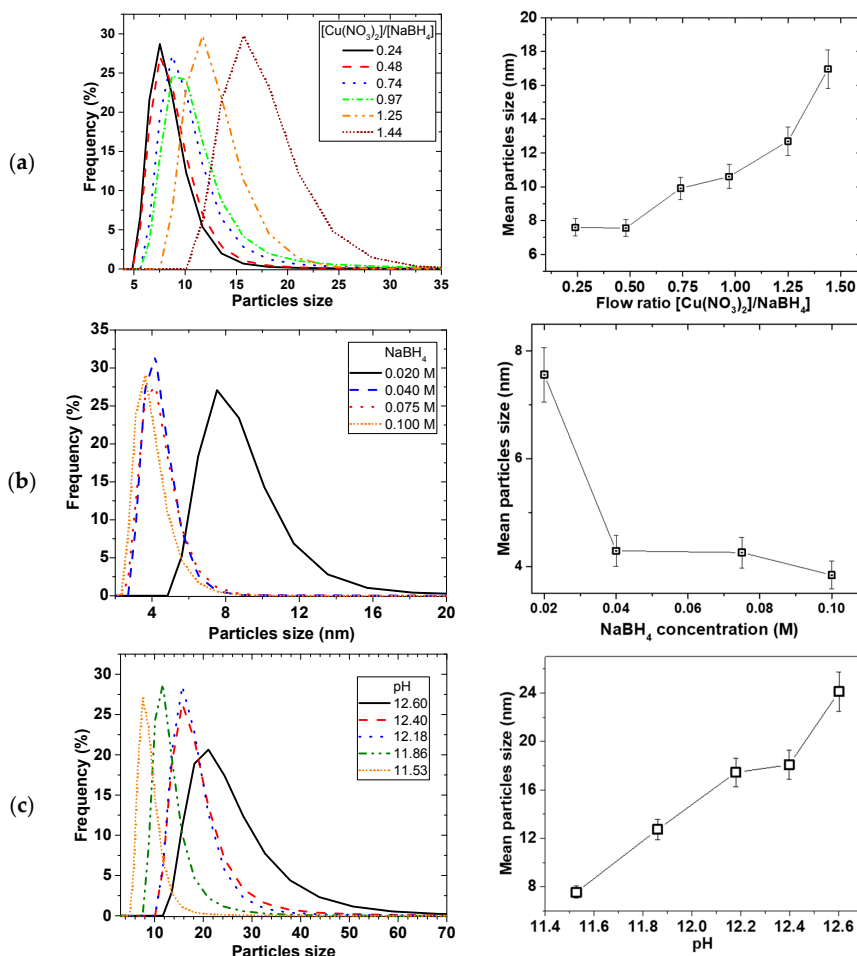 (a)
Frequency (%)
30
25
20
15
10
5
0
5 10 15 20 25 30 35
Particles size
[Cu(NO₃)₂]/[NaBH₄]
0.24
0.48
0.74
0.97
1.25
1.44
Mean particles size (nm)
18
16
14
12
10
8
6
0.25 0.50 0.75 1.00 1.25 1.50
Flow ratio [Cu(NO₃)₂]/NaBH₄]
(b)
Frequency (%)
35
30
25
20
15
10
5
0
4 8 12 16 20
Particles size (nm)
NaBH₄
0.020 M
0.040 M
0.075 M
0.100 M
Mean particles size (nm)
8
6
4
0.02 0.04 0.06 0.08 0.10
NaBH₄ concentration (M)
(c)
Frequency (%)
30
25
20
15
10
5
0
10 20 30 40 50 60 70
Particles size
pH
12.60
12.40
12.18
11.86
11.53
Mean particles size (nm)
24
20
16
12
8
11.4 11.6 11.8 12.0 12.2 12.4 12.6
pH